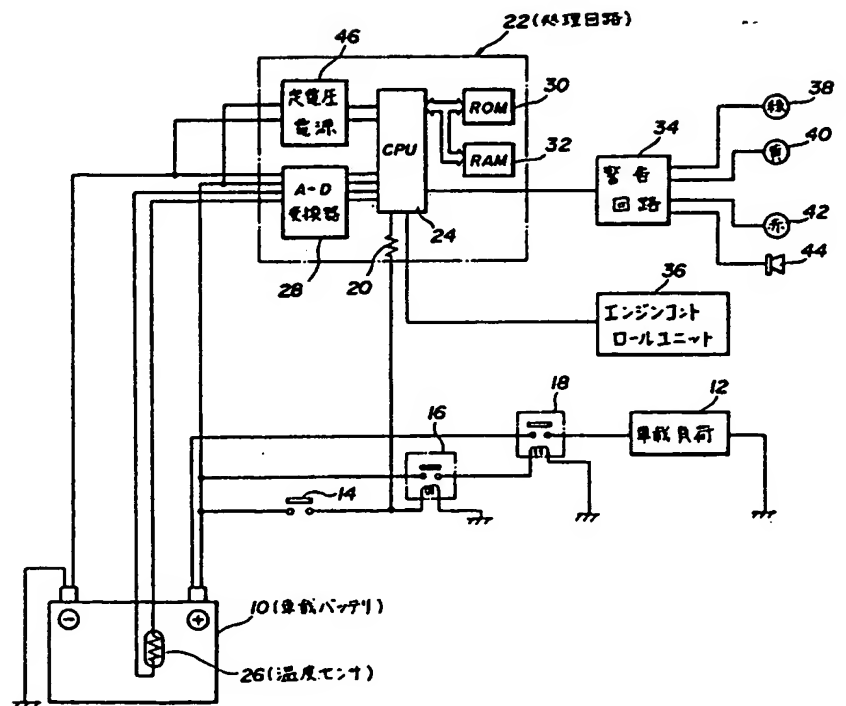 22(処理回路)
46
定電圧
電源
CPU
ROM
30
RAM
32
A-D
変換器
24
28
20
34
警告
回路
緑
38
青
40
赤
42
44
36
エンジンコント
ロールユニット
18
12
車載負荷
16
14
⊖
⊕
10(車載バッテリ)
26(温度センサ)